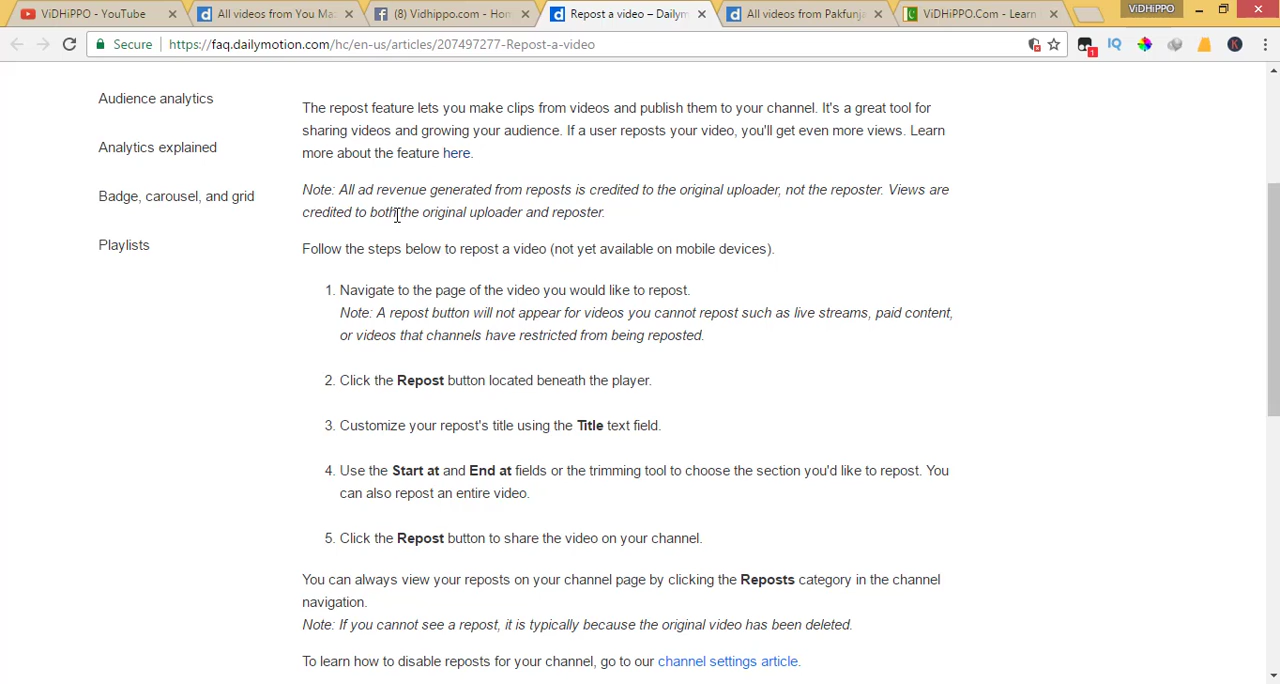 ViDHiPPO - YouTube
All videos from You Ma
(8) Vidhippo.com - Hom
Repost a video – Dailym
All videos from Pakfunja
ViDHiPPO.Com - Learn
ViDHiPPO
Secure
https://faq.dailymotion.com/hc/en-us/articles/207497277-Repost-a-video
1
IQ
K
Audience analytics
Analytics explained
Badge, carousel, and grid
Playlists
The repost feature lets you make clips from videos and publish them to your channel. It's a great tool for
sharing videos and growing your audience. If a user reposts your video, you'll get even more views. Learn
more about the feature here.
Note: All ad revenue generated from reposts is credited to the original uploader, not the reposter. Views are
credited to both the original uploader and reposter.
Follow the steps below to repost a video (not yet available on mobile devices).
1. Navigate to the page of the video you would like to repost.
Note: A repost button will not appear for videos you cannot repost such as live streams, paid content,
or videos that channels have restricted from being reposted.
2. Click the Repost button located beneath the player.
3. Customize your repost's title using the Title text field.
4. Use the Start at and End at fields or the trimming tool to choose the section you'd like to repost. You
can also repost an entire video.
5. Click the Repost button to share the video on your channel.
You can always view your reposts on your channel page by clicking the Reposts category in the channel
navigation.
Note: If you cannot see a repost, it is typically because the original video has been deleted.
To learn how to disable reposts for your channel, go to our channel settings article.